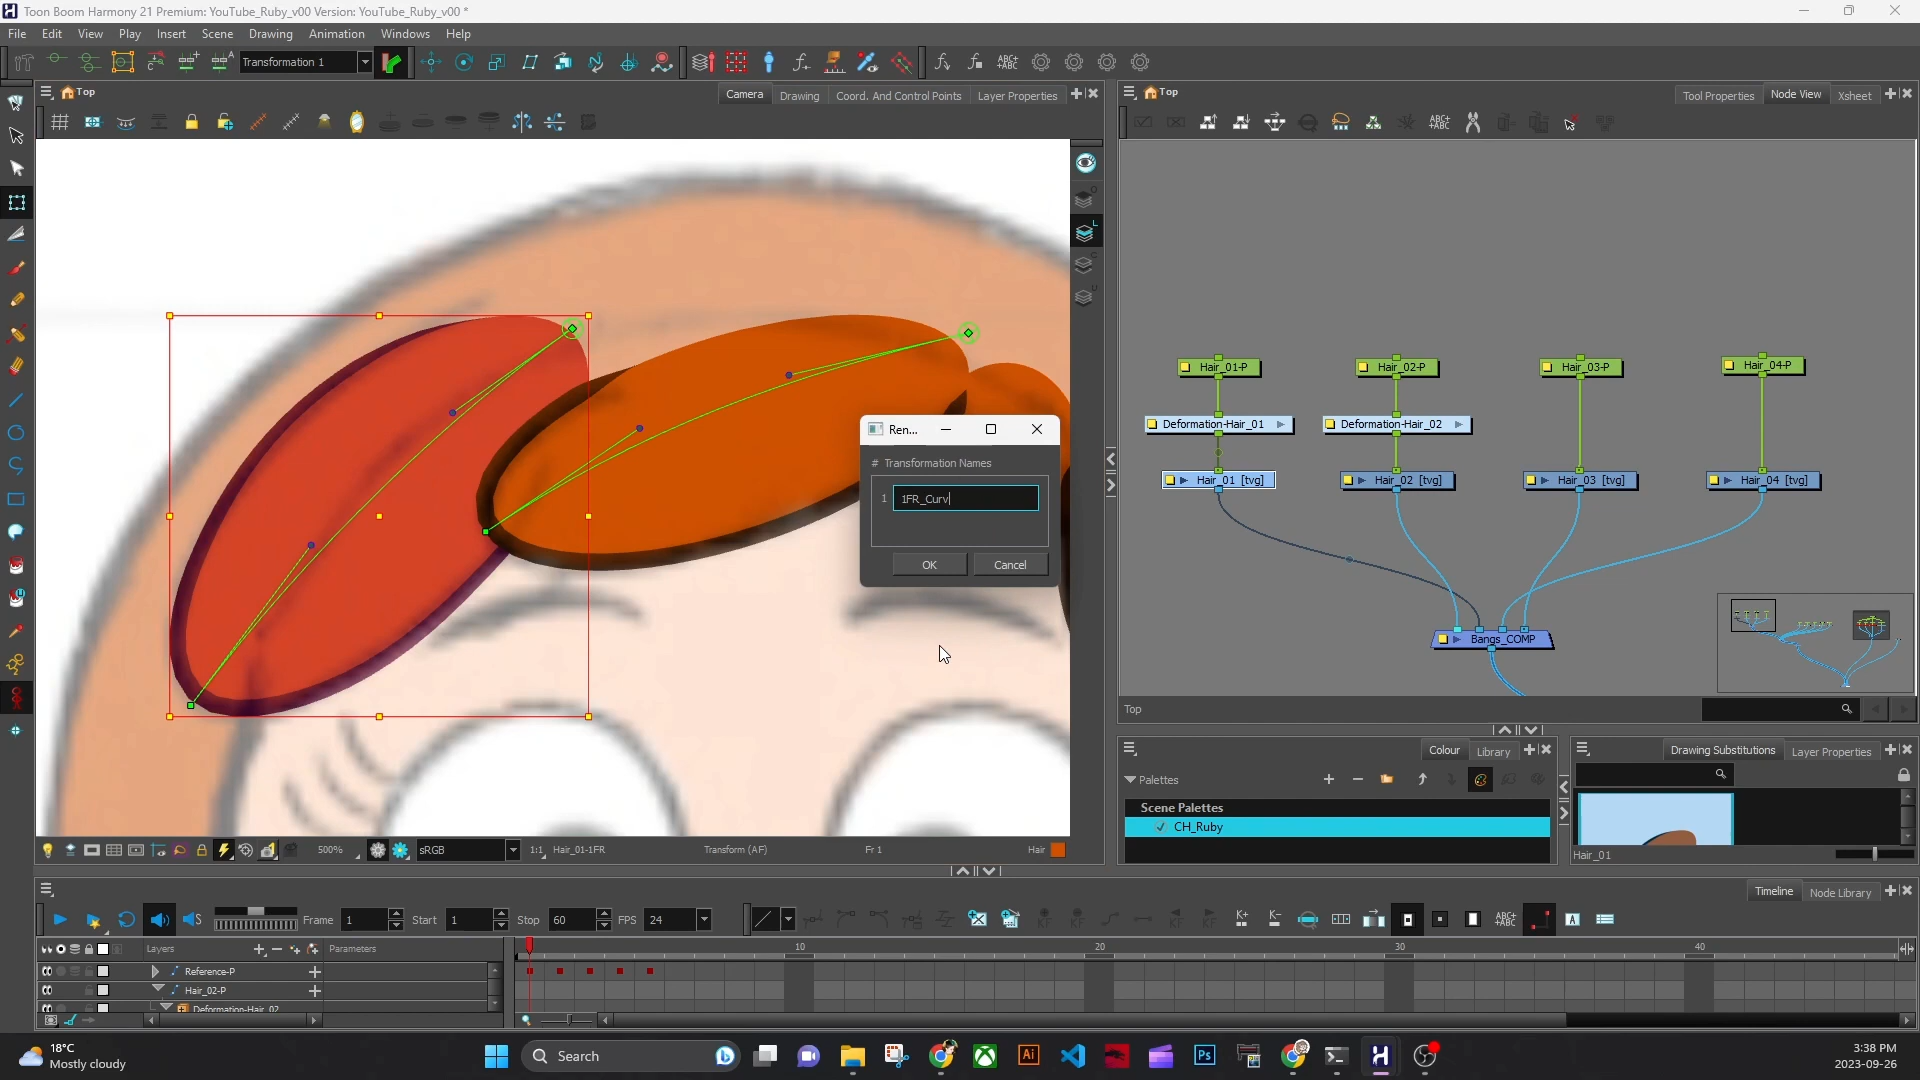 Toon Boom Harmony 21 Premium: YouTube_Ruby_v00 Version: YouTube_Ruby_v00 *
File Edit View Play Insert Scene Drawing Animation Windows Help
Transformation 1
Top
Camera Drawing Coord. And Control Points Layer Properties
Top
Tool Properties Node View Xsheet
Hair_01-P
Hair_02-P
Hair_03-P
Hair_04-P
Deformation-Hair_01
Deformation-Hair_02
Hair_01 [tvg]
Hair_02 [tvg]
Hair_03 [tvg]
Hair_04 [tvg]
Bangs_COMP
Ren...
# Transformation Names
1 1FR_Curv
OK Cancel
Top
Colour Library
Palettes
Scene Palettes
CH_Ruby
Drawing Substitutions Layer Properties
Hair_01
500% sRGB 1:1 Hair_01-1FR Transform (AF) Fr 1 Hair
Timeline Node Library
Frame 1 Start 1 Stop 60 FPS 24
Layers Parameters
10 20 30 40
Reference-P
Hair_02-P
Deformation-Hair_02
18°C
Mostly cloudy
Search
3:38 PM
2023-09-26